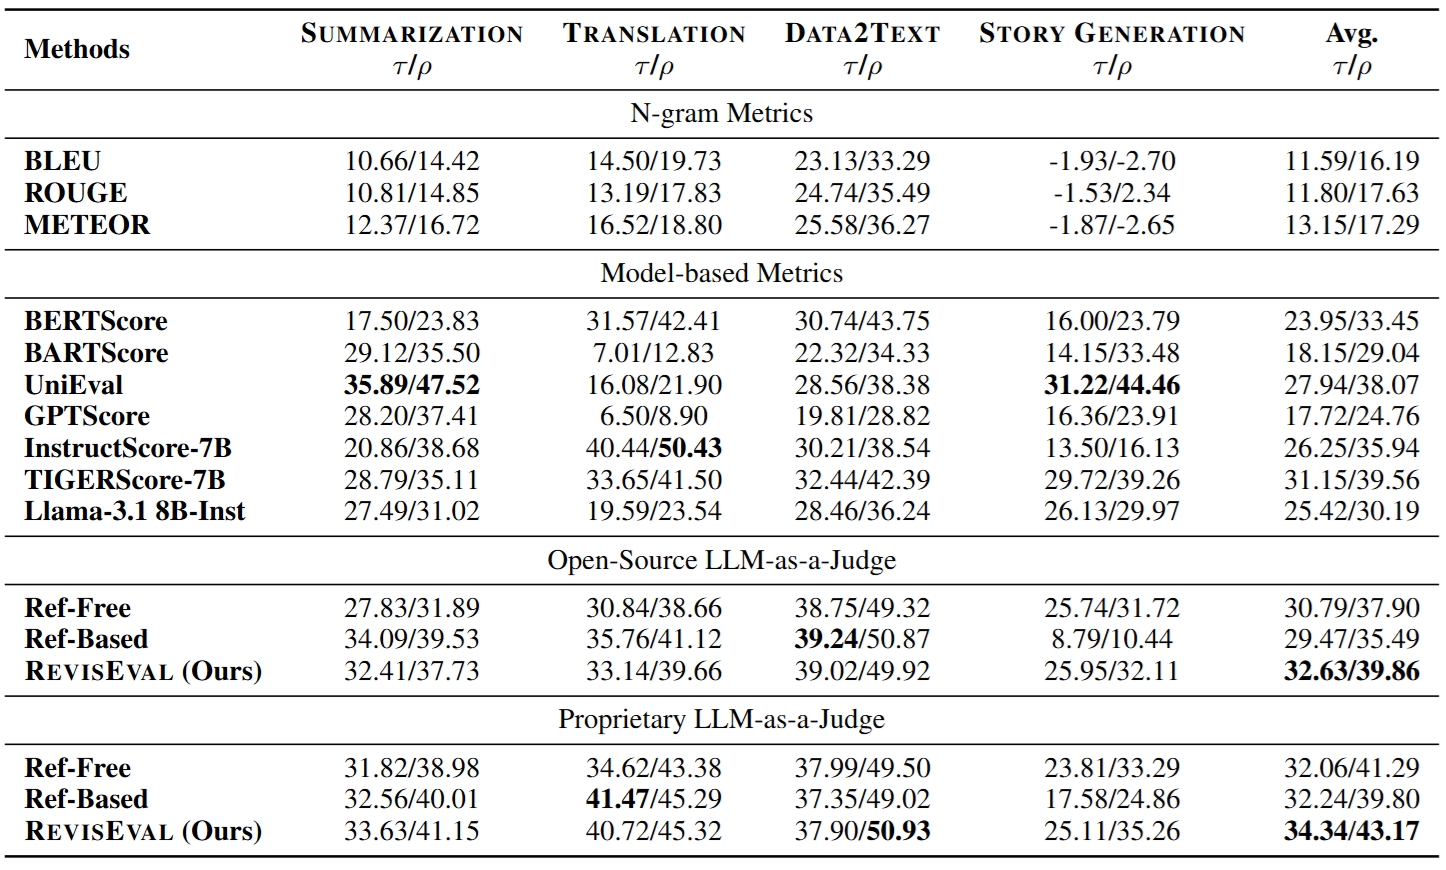 Methods SUMMARIZATION TRANSLATION DATA2TEXT STORY GENERATION Avg.
τ/ρ τ/ρ τ/ρ τ/ρ τ/ρ
N-gram Metrics
BLEU 10.66/14.42 14.50/19.73 23.13/33.29 -1.93/-2.70 11.59/16.19
ROUGE 10.81/14.85 13.19/17.83 24.74/35.49 -1.53/2.34 11.80/17.63
METEOR 12.37/16.72 16.52/18.80 25.58/36.27 -1.87/-2.65 13.15/17.29
Model-based Metrics
BERTScore 17.50/23.83 31.57/42.41 30.74/43.75 16.00/23.79 23.95/33.45
BARTScore 29.12/35.50 7.01/12.83 22.32/34.33 14.15/33.48 18.15/29.04
UniEval 35.89/47.52 16.08/21.90 28.56/38.38 31.22/44.46 27.94/38.07
GPTScore 28.20/37.41 6.50/8.90 19.81/28.82 16.36/23.91 17.72/24.76
InstructScore-7B 20.86/38.68 40.44/50.43 30.21/38.54 13.50/16.13 26.25/35.94
TIGERScore-7B 28.79/35.11 33.65/41.50 32.44/42.39 29.72/39.26 31.15/39.56
Llama-3.1 8B-Inst 27.49/31.02 19.59/23.54 28.46/36.24 26.13/29.97 25.42/30.19
Open-Source LLM-as-a-Judge
Ref-Free 27.83/31.89 30.84/38.66 38.75/49.32 25.74/31.72 30.79/37.90
Ref-Based 34.09/39.53 35.76/41.12 39.24/50.87 8.79/10.44 29.47/35.49
REVISEVAL (Ours) 32.41/37.73 33.14/39.66 39.02/49.92 25.95/32.11 32.63/39.86
Proprietary LLM-as-a-Judge
Ref-Free 31.82/38.98 34.62/43.38 37.99/49.50 23.81/33.29 32.06/41.29
Ref-Based 32.56/40.01 41.47/45.29 37.35/49.02 17.58/24.86 32.24/39.80
REVISEVAL (Ours) 33.63/41.15 40.72/45.32 37.90/50.93 25.11/35.26 34.34/43.17